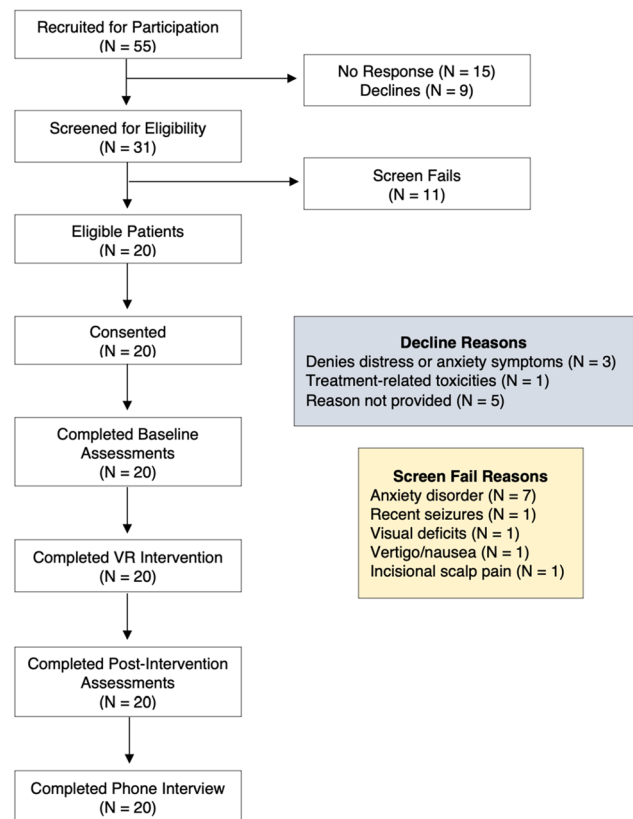 Recruited for Participation
(N = 55)
No Response (N = 15)
Declines (N = 9)
Screened for Eligibility
(N = 31)
Screen Fails
(N = 11)
Eligible Patients
(N = 20)
Consented
(N = 20)
Decline Reasons
Denies distress or anxiety symptoms (N = 3)
Treatment-related toxicities (N = 1)
Reason not provided (N = 5)
Completed Baseline
Assessments
(N = 20)
Screen Fail Reasons
Anxiety disorder (N = 7)
Recent seizures (N = 1)
Visual deficits (N = 1)
Vertigo/nausea (N = 1)
Incisional scalp pain (N = 1)
Completed VR Intervention
(N = 20)
Completed Post-Intervention
Assessments
(N = 20)
Completed Phone Interview
(N = 20)